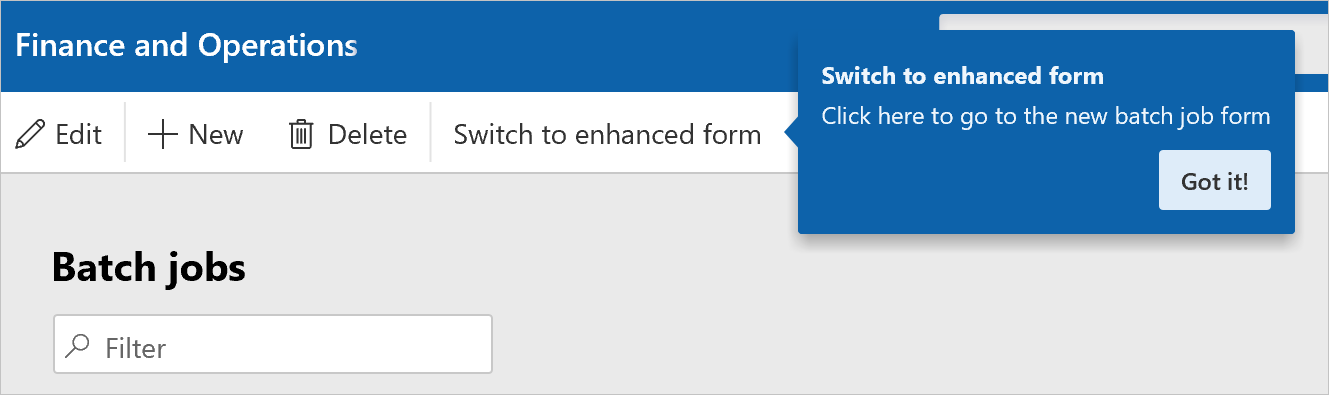 Finance and Operations
Switch to enhanced form
Click here to go to the new batch job form
Got it!
Edit
New
Delete
Switch to enhanced form
Batch jobs
Filter